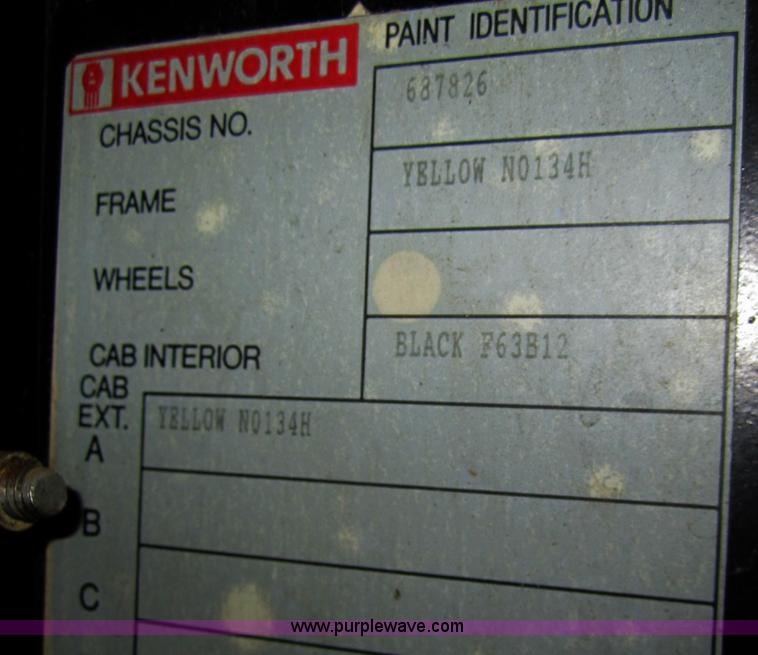 KENWORTH PAINT IDENTIFICATION
CHASSIS NO. 687826
FRAME YELLOW N0134H
WHEELS
CAB INTERIOR BLACK F63B12
CAB
EXT. YELLOW N0134H
A
B
C
www.purplewave.com